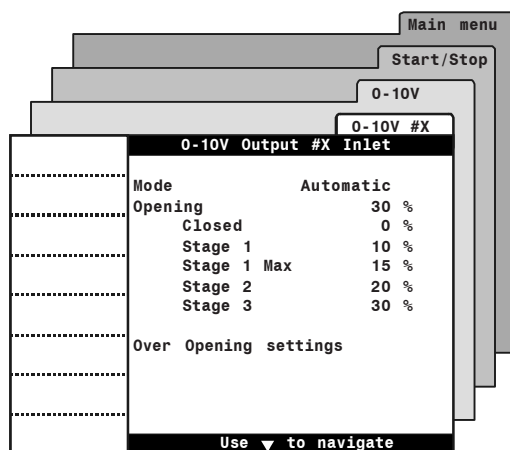 Main menu
Start/Stop
0-10V
0-10V #X
0-10V Output #X Inlet
Mode Automatic
Opening 30 %
Closed 0 %
Stage 1 10 %
Stage 1 Max 15 %
Stage 2 20 %
Stage 3 30 %
Over Opening settings
Use ▼ to navigate